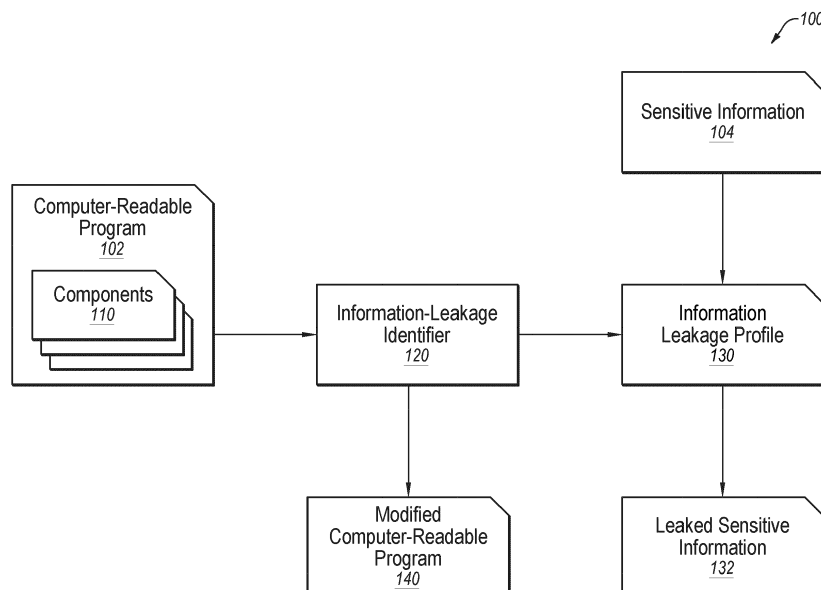 100
Sensitive Information
104
Computer-Readable
Program
102
Components
110
Information-Leakage
Identifier
120
Information
Leakage Profile
130
Modified
Computer-Readable
Program
140
Leaked Sensitive
Information
132